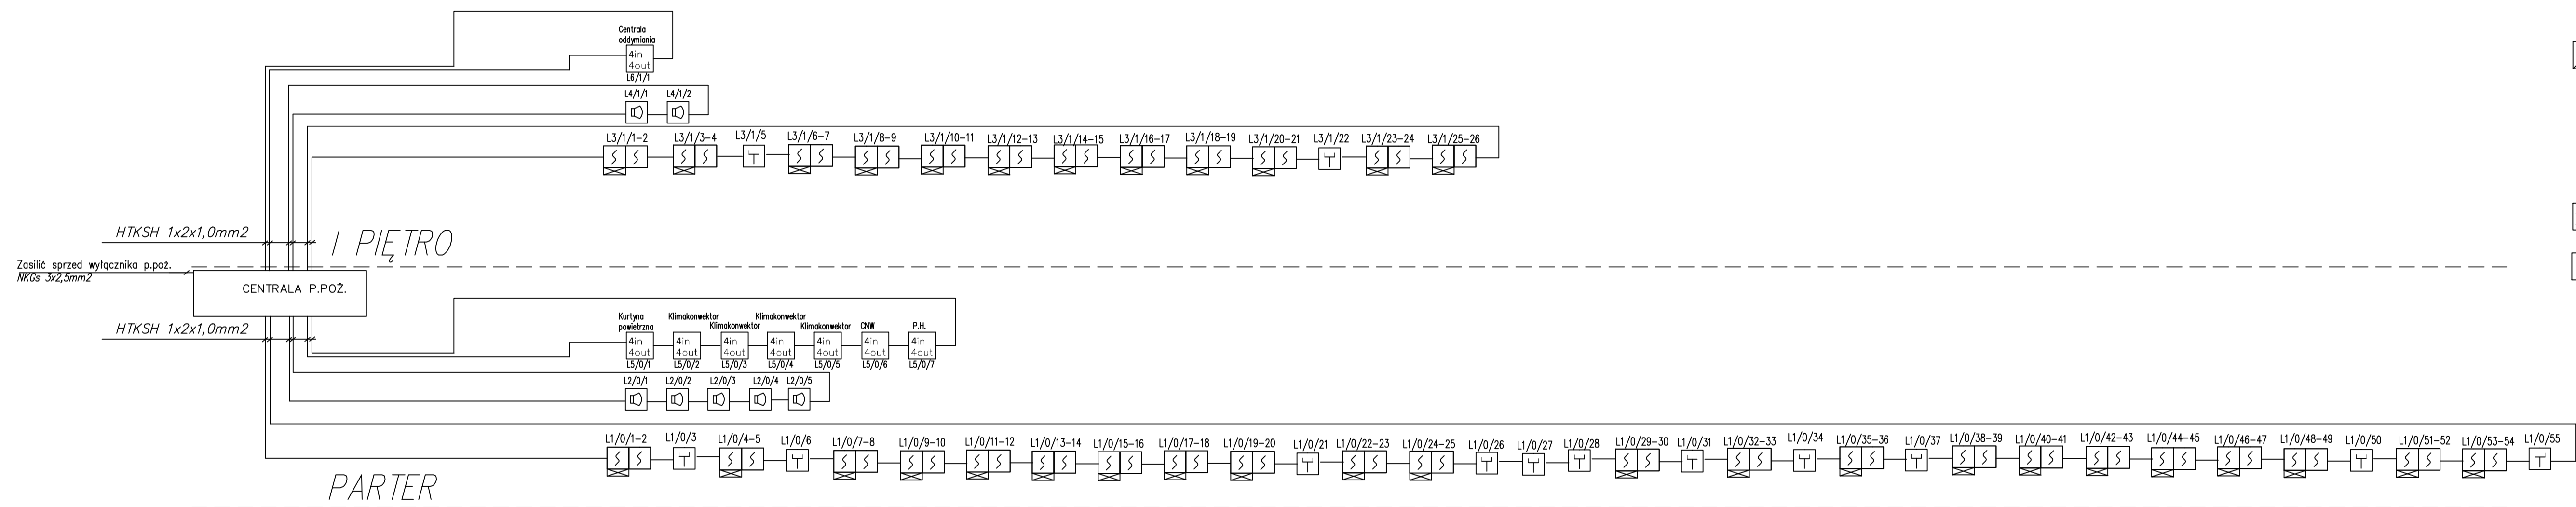 Centrala
oddymiania
4in
4out
L6/1/1
L4/1/1 L4/1/2
L3/1/1-2 L3/1/3-4 L3/1/5 L3/1/6-7 L3/1/8-9 L3/1/10-11 L3/1/12-13 L3/1/14-15 L3/1/16-17 L3/1/18-19 L3/1/20-21 L3/1/22 L3/1/23-24 L3/1/25-26
HTKSH 1x2x1,0mm2
I PIĘTRO
Zasilić sprzed wyłącznika p.poż.
NKGs 3x2,5mm2
CENTRALA P.POŻ.
HTKSH 1x2x1,0mm2
Kurtyna Klimakonwektor Klimakonwektor
powietrzna Klimakonwektor Klimakonwektor CNW P.H.
4in 4in 4in 4in 4in 4in 4in
4out 4out 4out 4out 4out 4out 4out
L5/0/1 L5/0/2 L5/0/3 L5/0/4 L5/0/5 L5/0/6 L5/0/7
L2/0/1 L2/0/2 L2/0/3 L2/0/4 L2/0/5
L1/0/1-2 L1/0/3 L1/0/4-5 L1/0/6 L1/0/7-8 L1/0/9-10 L1/0/11-12 L1/0/13-14 L1/0/15-16 L1/0/17-18 L1/0/19-20 L1/0/21 L1/0/22-23 L1/0/24-25 L1/0/26 L1/0/27 L1/0/28 L1/0/29-30 L1/0/31 L1/0/32-33 L1/0/34 L1/0/35-36 L1/0/37 L1/0/38-39 L1/0/40-41 L1/0/42-43 L1/0/44-45 L1/0/46-47 L1/0/48-49 L1/0/50 L1/0/51-52 L1/0/53-54 L1/0/55
PARTER